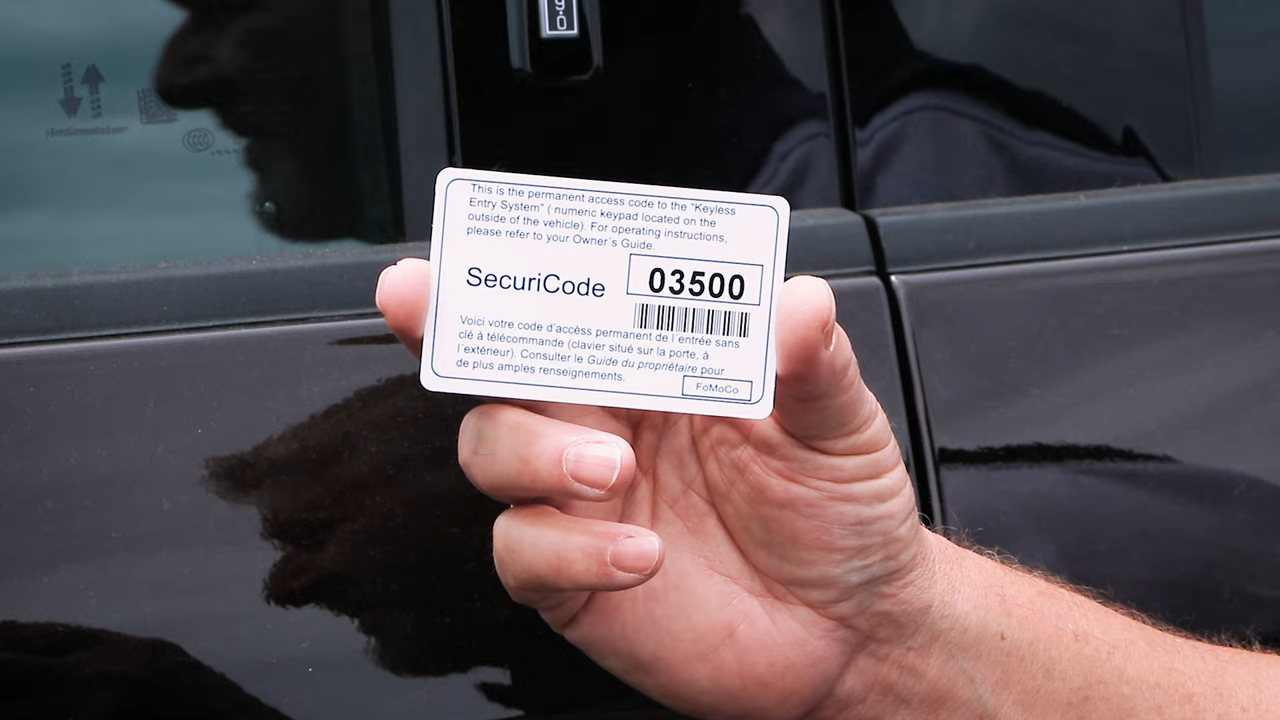 9·0
This is the permanent access code to the "Keyless
Entry System" ( numeric keypad located on the
outside of the vehicle). For operating instructions,
please refer to your Owner´s Guide.
SecuriCode
03500
Voici votre code d'accès permanent de l´entrée sans
clé à télécommande (clavier situé sur la porte, à
l´extérieur). Consulter le Guide du propriétaire pour
de plus amples renseignements.
FoMoCo